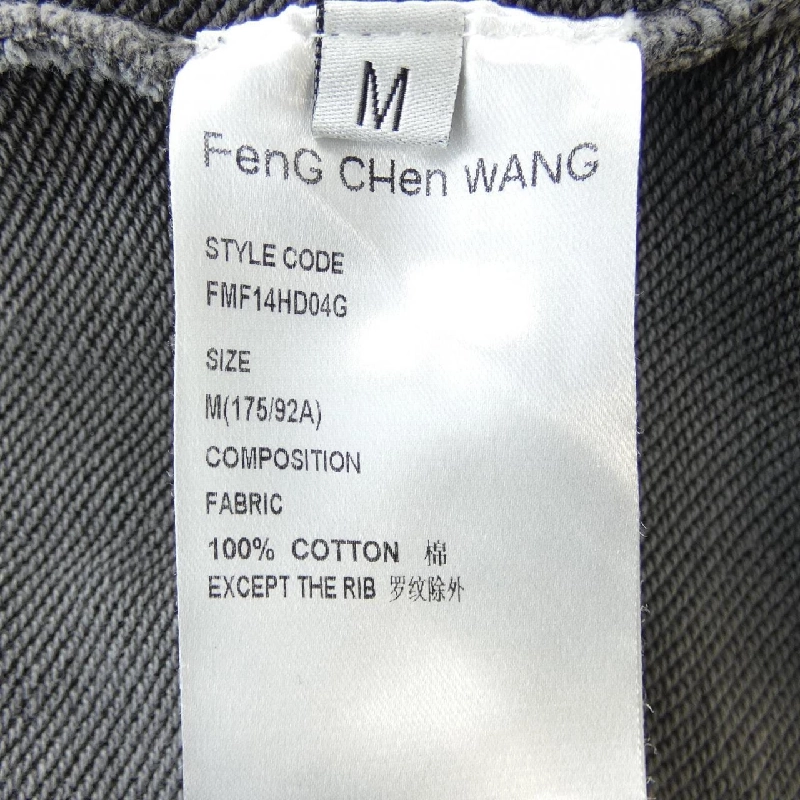 M
FenG CHen WANG
STYLE CODE
FMF14HD04G
SIZE
M(175/92A)
COMPOSITION
FABRIC
100% COTTON 棉
EXCEPT THE RIB 罗纹除外